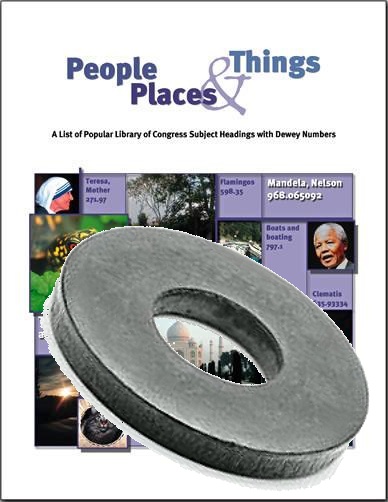 People
Places
&
Things
A List of Popular Library of Congress Subject Headings with Dewey Numbers
Teresa,
Mother
271.97
Flamingos
598.35
Mandela, Nelson
968.065092
Boats and
boating
797.1
Clematis